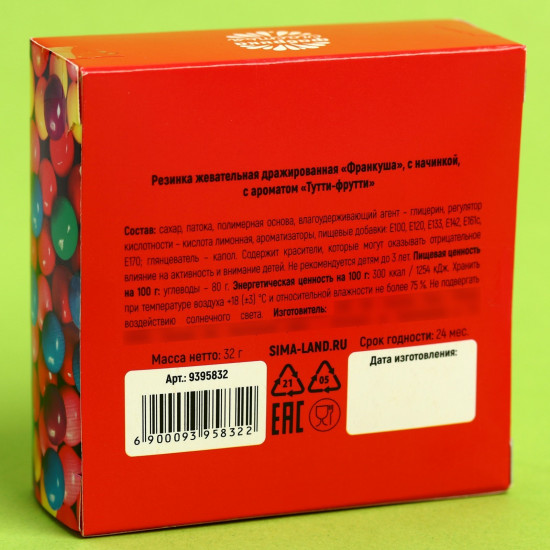 Резинка жевательная дражированная «Франкуша», с начинкой,
с ароматом «Тутти-фрутти»
Состав: сахар, патока, полимерная основа, влагоудерживающий агент – глицерин, регулятор
кислотности – кислота лимонная, ароматизаторы, пищевые добавки: Е100, Е120, Е133, Е142, Е161с,
Е170; глянцеватель – капол. Содержит красители, которые могут оказывать отрицательное
влияние на активность и внимание детей. Не рекомендуется детям до 3 лет. Пищевая ценность
на 100 г: углеводы – 80 г. Энергетическая ценность на 100 г: 300 ккал / 1254 кДж. Хранить
при температуре воздуха +18 (±3) °С и относительной влажности не более 75 %. Не подвергать
воздействию солнечного света. Изготовитель:
Масса нетто: 32 г
SIMA-LAND.RU
Срок годности: 24 мес.
Арт.: 9395832
Дата изготовления:
21
05
EAC
6 900093 958322